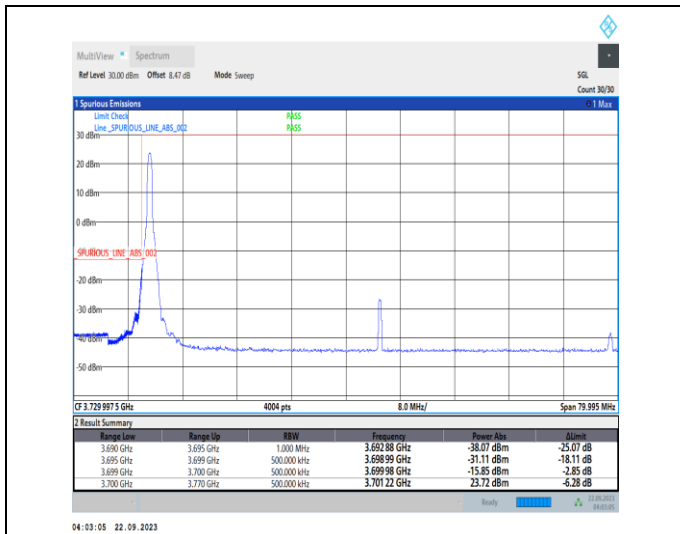 MultiView Spectrum
Ref Level 30.00 dBm Offset 8.47 dB Mode Sweep SGL
Count 30/30
1 Spurious Emissions 1 Max
Limit Check PASS
Line _SPURIOUS_LINE_ABS_002 PASS
30 dBm
20 dBm
10 dBm
0 dBm
_SPURIOUS_LINE_ABS_002
-20 dBm
-30 dBm
-40 dBm
-50 dBm
CF 3.729 997 5 GHz 4004 pts 8.0 MHz/ Span 79.995 MHz
2 Result Summary
Range Low Range Up RBW Frequency Power Abs ΔLimit
3.690 GHz 3.695 GHz 1.000 MHz 3.692 88 GHz -38.07 dBm -25.07 dB
3.695 GHz 3.699 GHz 500.000 kHz 3.698 99 GHz -31.11 dBm -18.11 dB
3.699 GHz 3.700 GHz 500.000 kHz 3.699 98 GHz -15.85 dBm -2.85 dB
3.700 GHz 3.770 GHz 500.000 kHz 3.701 22 GHz 23.72 dBm -6.28 dB
Ready 22.09.2023
04:03:05
04:03:05 22.09.2023